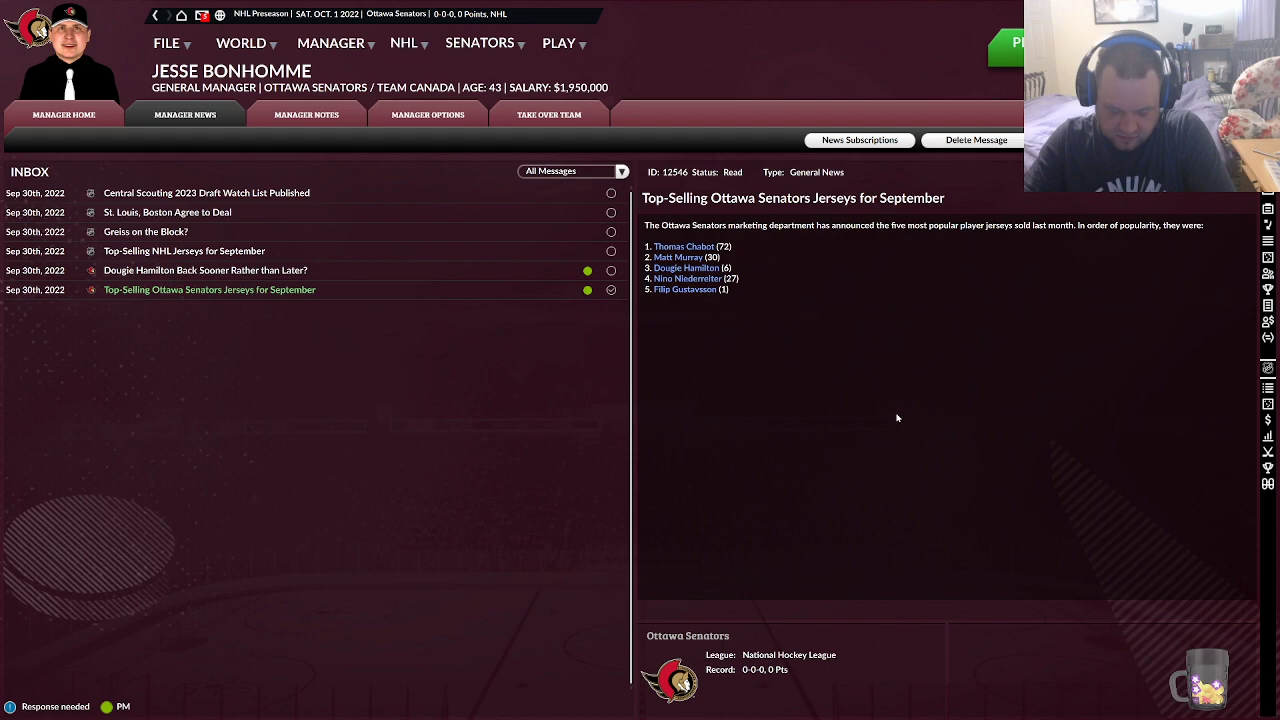 NHL Preseason | SAT. OCT. 1 2022 | Ottawa Senators | 0-0-0, 0 Points, NHL
FILE WORLD MANAGER NHL SENATORS PLAY
JESSE BONHOMME
GENERAL MANAGER | OTTAWA SENATORS / TEAM CANADA | AGE: 43 | SALARY: $1,950,000
MANAGER HOME MANAGER NEWS MANAGER NOTES MANAGER OPTIONS TAKE OVER TEAM
News Subscriptions Delete Message
INBOX All Messages
Sep 30th, 2022 Central Scouting 2023 Draft Watch List Published
Sep 30th, 2022 St. Louis, Boston Agree to Deal
Sep 30th, 2022 Greiss on the Block?
Sep 30th, 2022 Top-Selling NHL Jerseys for September
Sep 30th, 2022 Dougie Hamilton Back Sooner Rather than Later?
Sep 30th, 2022 Top-Selling Ottawa Senators Jerseys for September
ID: 12546 Status: Read Type: General News
Top-Selling Ottawa Senators Jerseys for September
The Ottawa Senators marketing department has announced the five most popular player jerseys sold last month. In order of popularity, they were:
1. Thomas Chabot (72)
2. Matt Murray (30)
3. Dougie Hamilton (6)
4. Nino Niederreiter (27)
5. Filip Gustavsson (1)
Ottawa Senators
League: National Hockey League
Record: 0-0-0, 0 Pts
Response needed PM